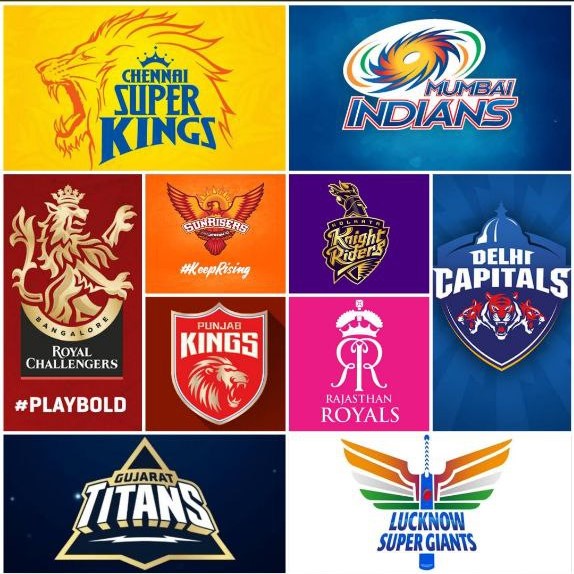 CHENNAI
SUPER
KINGS
MUMBAI
INDIANS
BANGALORE
ROYAL
CHALLENGERS
#PLAYBOLD
SUNRISERS
#KeepRising
KOLKATA
Knight
Riders
DELHI
CAPITALS
PUNJAB
KINGS
RR
RAJASTHAN
ROYALS
GUJARAT
TITANS
LUCKNOW
SUPER GIANTS